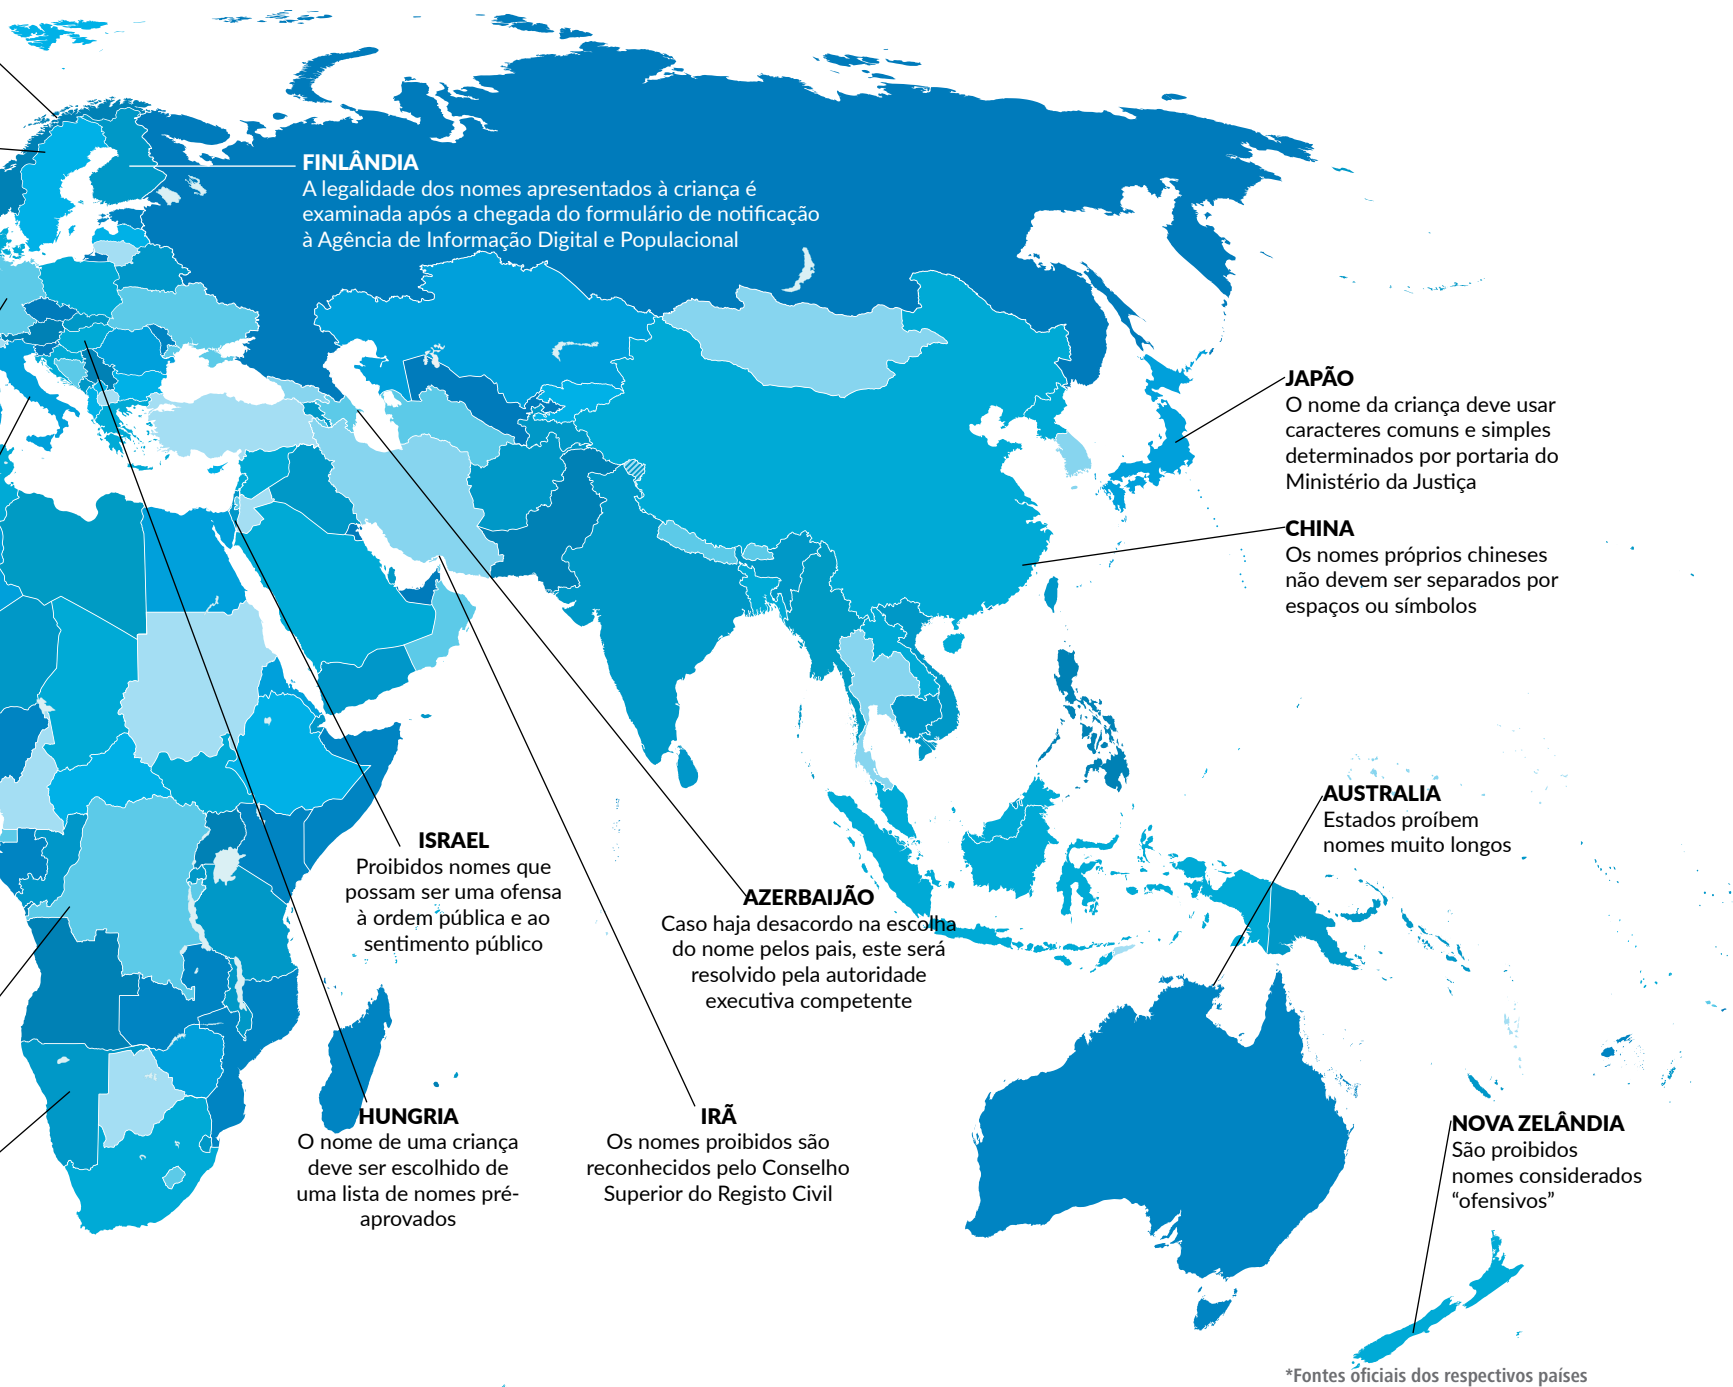 FINLÂNDIA
A legalidade dos nomes apresentados à criança é
examinada após a chegada do formulário de notificação
à Agência de Informação Digital e Populacional
JAPÃO
O nome da criança deve usar
caracteres comuns e simples
determinados por portaria do
Ministério da Justiça
CHINA
Os nomes próprios chineses
não devem ser separados por
espaços ou símbolos
AUSTRALIA
Estados proíbem
nomes muito longos
ISRAEL
Proibidos nomes que
possam ser uma ofensa
à ordem pública e ao
sentimento público
AZERBAIJÃO
Caso haja desacordo na escolha
do nome pelos pais, este será
resolvido pela autoridade
executiva competente
HUNGRIA
O nome de uma criança
deve ser escolhido de
uma lista de nomes pré-
aprovados
IRÃ
Os nomes proibidos são
reconhecidos pelo Conselho
Superior do Registo Civil
NOVA ZELÂNDIA
São proibidos
nomes considerados
“ofensivos”
*Fontes oficiais dos respectivos países